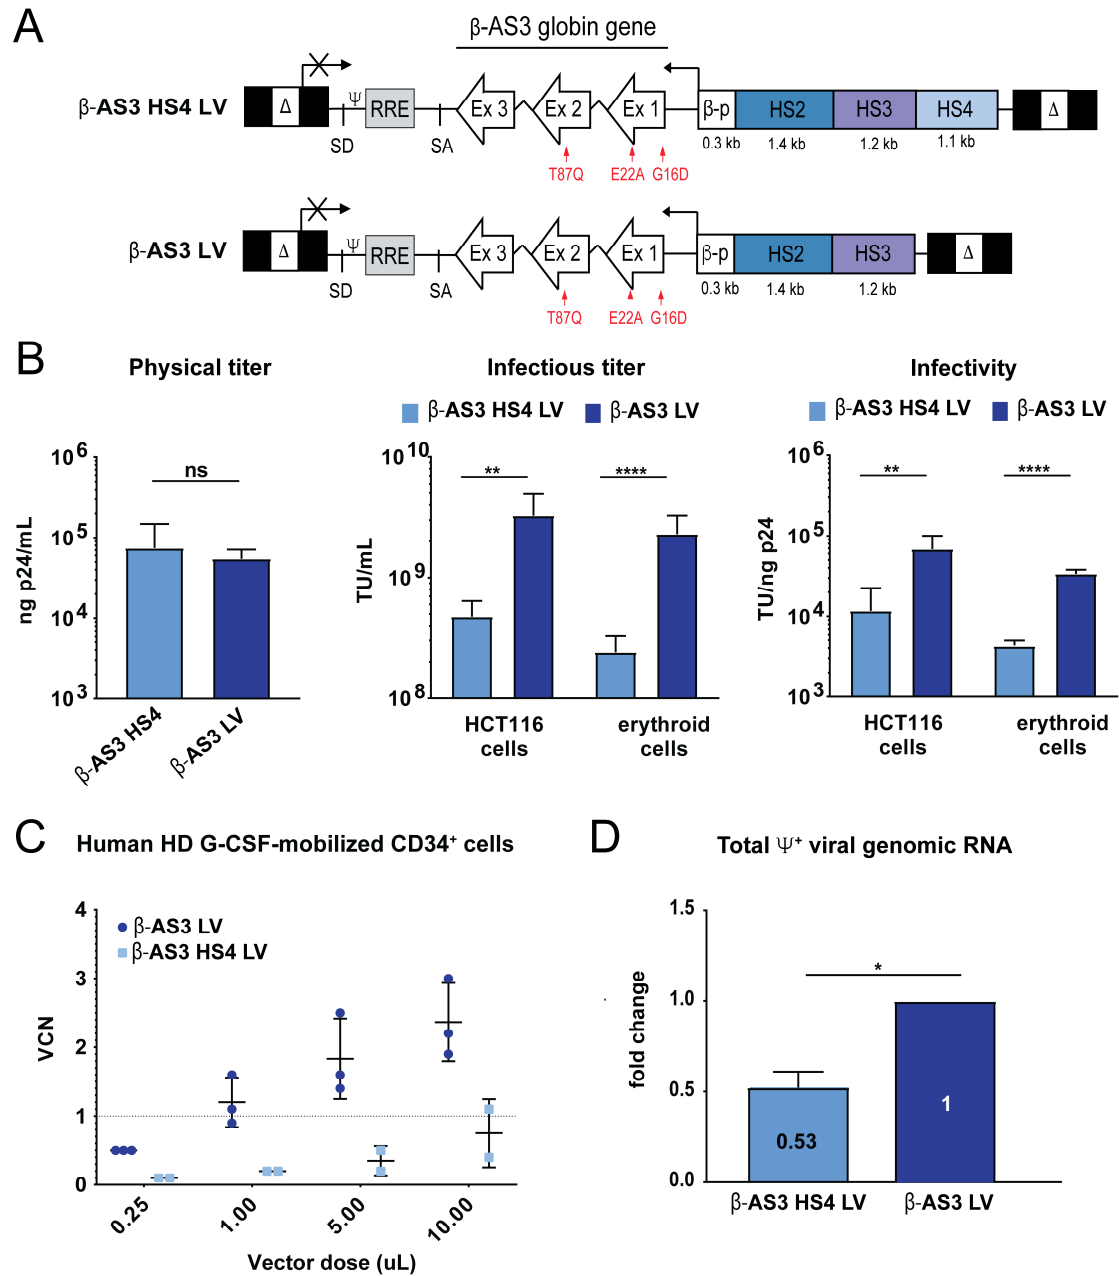 A
β-AS3 globin gene
β-AS3 HS4 LV
Δ
Ψ
RRE
Ex 3
Ex 2
Ex 1
β-p
HS2
HS3
HS4
Δ
SD
SA
0.3 kb
1.4 kb
1.2 kb
1.1 kb
T87Q
E22A
G16D
β-AS3 LV
Δ
Ψ
RRE
Ex 3
Ex 2
Ex 1
β-p
HS2
HS3
Δ
SD
SA
0.3 kb
1.4 kb
1.2 kb
T87Q
E22A
G16D
B
Physical titer
ng p24/mL
10^6
10^5
10^4
10^3
ns
β-AS3 HS4
β-AS3 LV
Infectious titer
β-AS3 HS4 LV
β-AS3 LV
TU/mL
10^10
10^9
10^8
**
****
HCT116
cells
erythroid
cells
Infectivity
β-AS3 HS4 LV
β-AS3 LV
TU/ng p24
10^6
10^5
10^4
10^3
**
****
HCT116
cells
erythroid
cells
C
Human HD G-CSF-mobilized CD34⁺ cells
β-AS3 LV
β-AS3 HS4 LV
VCN
4
3
2
1
0
0.25
1.00
5.00
10.00
Vector dose (uL)
D
Total Ψ⁺ viral genomic RNA
fold change
1.5
1.0
0.5
0.0
*
0.53
1
β-AS3 HS4 LV
β-AS3 LV